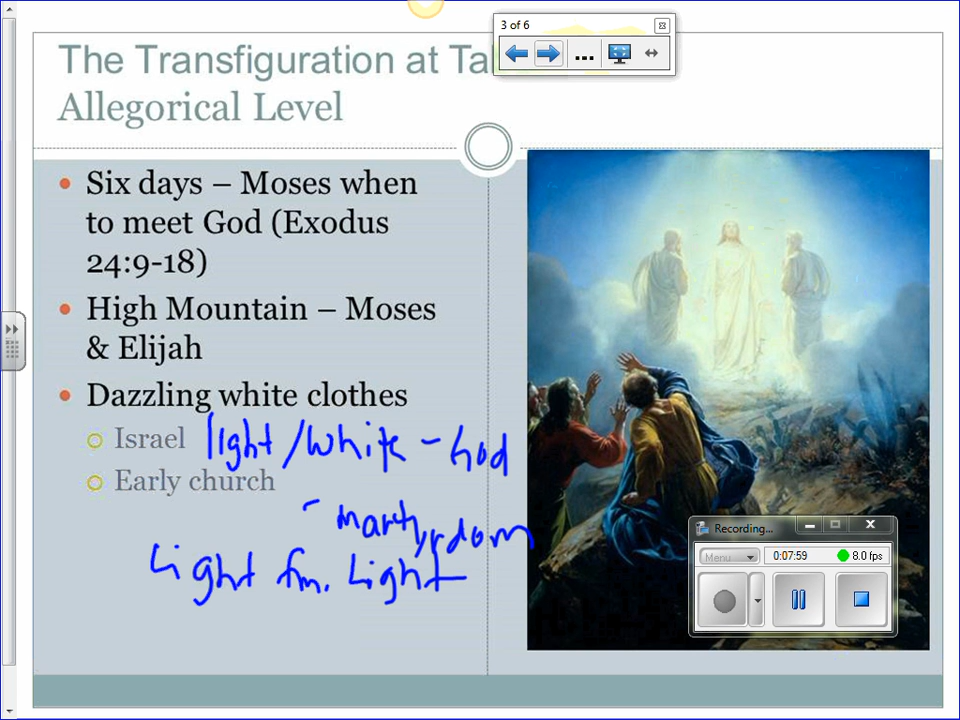 3 of 6
The Transfiguration at
Allegorical Level
Six days – Moses when
to meet God (Exodus
24:9-18)
High Mountain – Moses
& Elijah
Dazzling white clothes
Israel light/white - God
Early church
- martyrdom
Light fm. Light
Recording...
Menu
0:07:59
8.0 fps